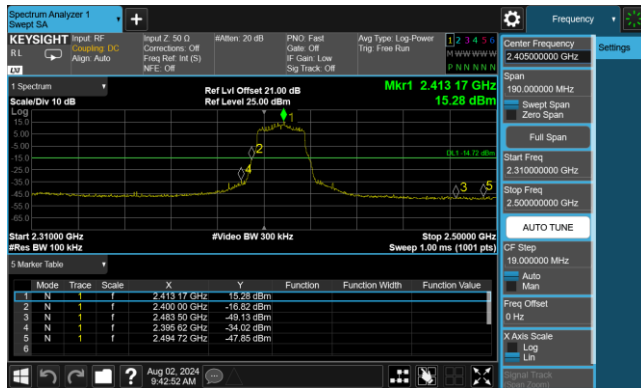 Spectrum Analyzer 1
Swept SA
Frequency
KEYSIGHT
Input: RF
Coupling: DC
Align: Auto
Input Z: 50 Ω
Corrections: Off
Freq Ref: Int (S)
NFE: Off
#Atten: 20 dB
PNO: Fast
Gate: Off
IF Gain: Low
Sig Track: Off
Avg Type: Log-Power
Trig: Free Run
1 2 3 4 5 6
M W W W W W
P N N N N N
R L
LXI
1 Spectrum
Scale/Div 10 dB
Ref Lvl Offset 21.00 dB
Ref Level 25.00 dBm
Mkr1 2.413 17 GHz
15.28 dBm
Log
15.0
5.00
-5.00
-15.0
-25.0
-35.0
-45.0
-55.0
-65.0
1
2
3
4
5
DL1 -14.72 dBm
Start 2.31000 GHz
#Res BW 100 kHz
#Video BW 300 kHz
Stop 2.50000 GHz
Sweep 1.00 ms (1001 pts)
5 Marker Table
Mode Trace Scale X Y Function Function Width Function Value
1 N 1 f 2.413 17 GHz 15.28 dBm
2 N 1 f 2.400 00 GHz -16.82 dBm
3 N 1 f 2.483 50 GHz -49.13 dBm
4 N 1 f 2.395 62 GHz -34.02 dBm
5 N 1 f 2.494 72 GHz -47.85 dBm
6
Aug 02, 2024
9:42:52 AM
?
Center Frequency
2.405000000 GHz
Settings
Span
190.000000 MHz
Swept Span
Zero Span
Full Span
Start Freq
2.310000000 GHz
Stop Freq
2.500000000 GHz
AUTO TUNE
CF Step
19.000000 MHz
Auto
Man
Freq Offset
0 Hz
X Axis Scale
Log
Lin
Signal Track
(Span Zoom)